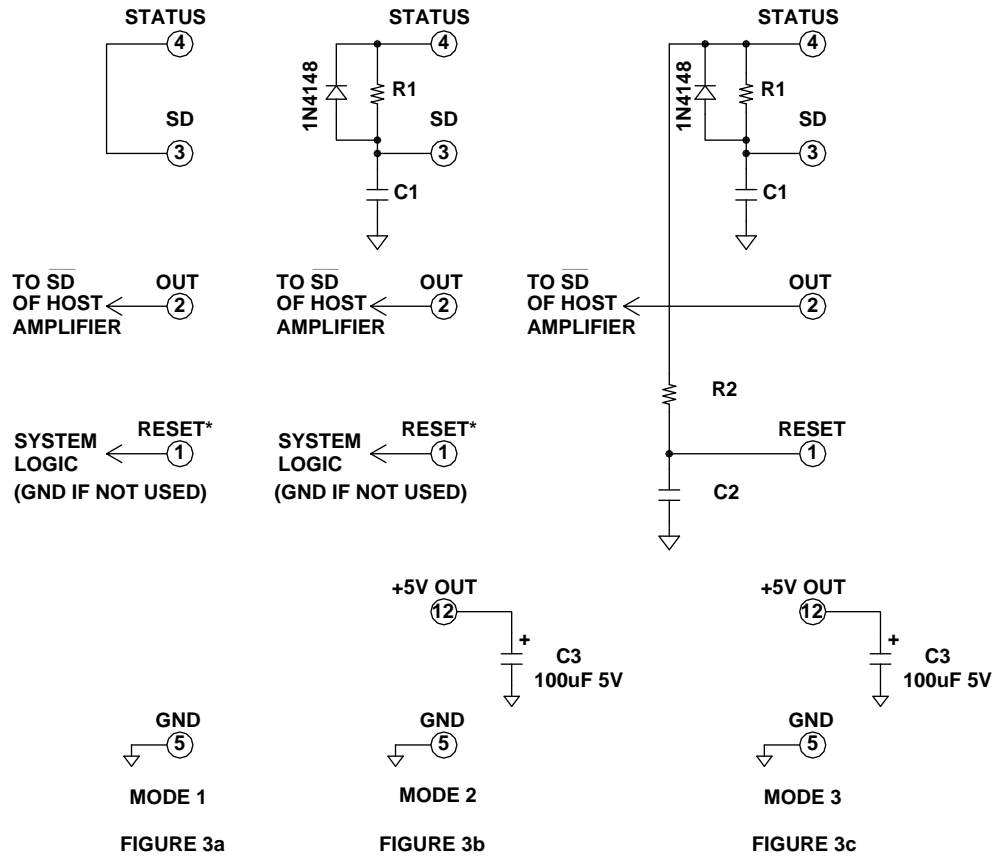 STATUS
4
SD
3
TO SD
OF HOST
AMPLIFIER
OUT
2
SYSTEM
LOGIC
(GND IF NOT USED)
RESET*
1
GND
5
MODE 1
FIGURE 3a
STATUS
4
1N4148
R1
SD
3
C1
TO SD
OF HOST
AMPLIFIER
OUT
2
SYSTEM
LOGIC
(GND IF NOT USED)
RESET*
1
+5V OUT
12
+
C3
100uF 5V
GND
5
MODE 2
FIGURE 3b
STATUS
4
1N4148
R1
SD
3
C1
TO SD
OF HOST
AMPLIFIER
OUT
2
R2
RESET
1
C2
+5V OUT
12
+
C3
100uF 5V
GND
5
MODE 3
FIGURE 3c